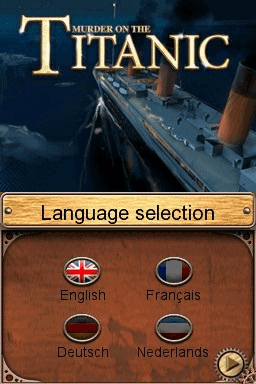 MURDER ON THE
TITANIC
Language selection
English
Français
Deutsch
Nederlands